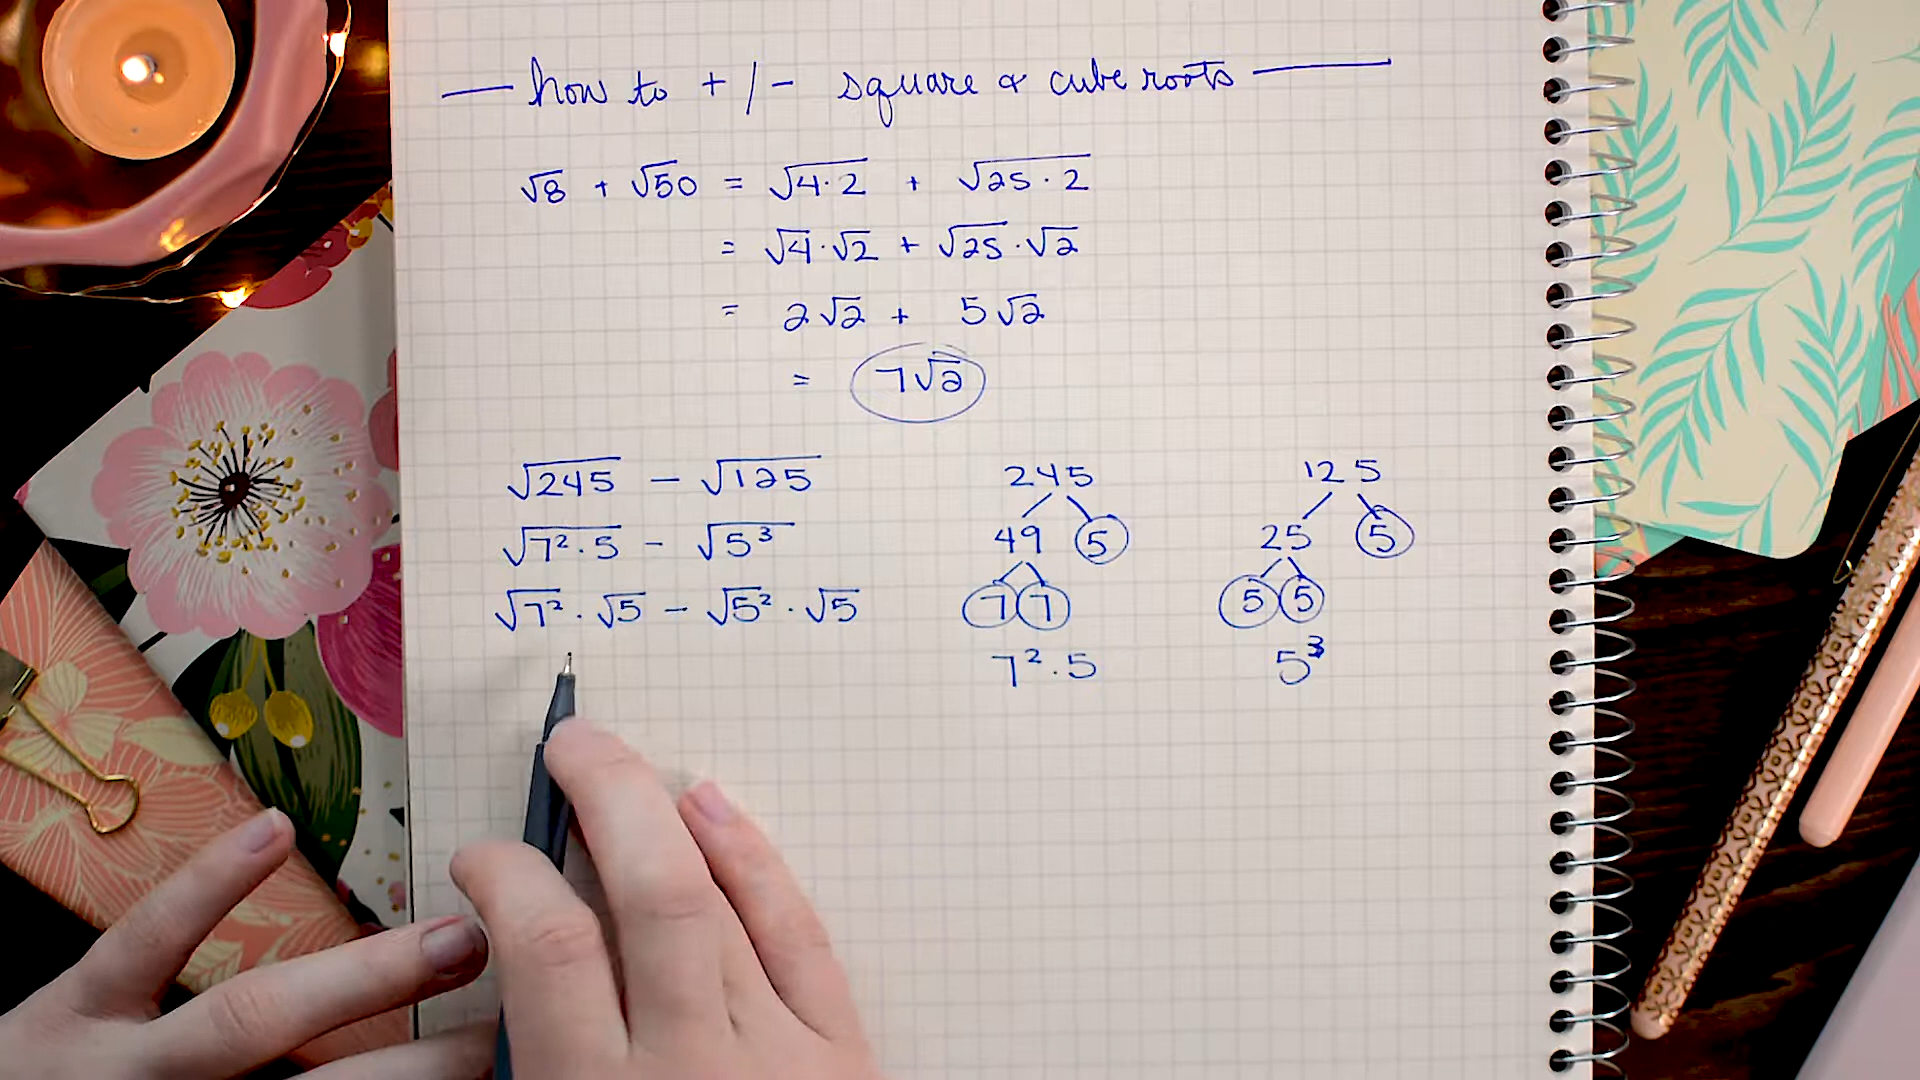 how to + / - square & cube roots
√8 + √50 = √4·2 + √25·2
= √4·√2 + √25·√2
= 2√2 + 5√2
= 7√2
√245 - √125
√7²·5 - √5³
√7²·√5 - √5²·√5
245
49 5
7 7
7²·5
125
25 5
5 5
5³